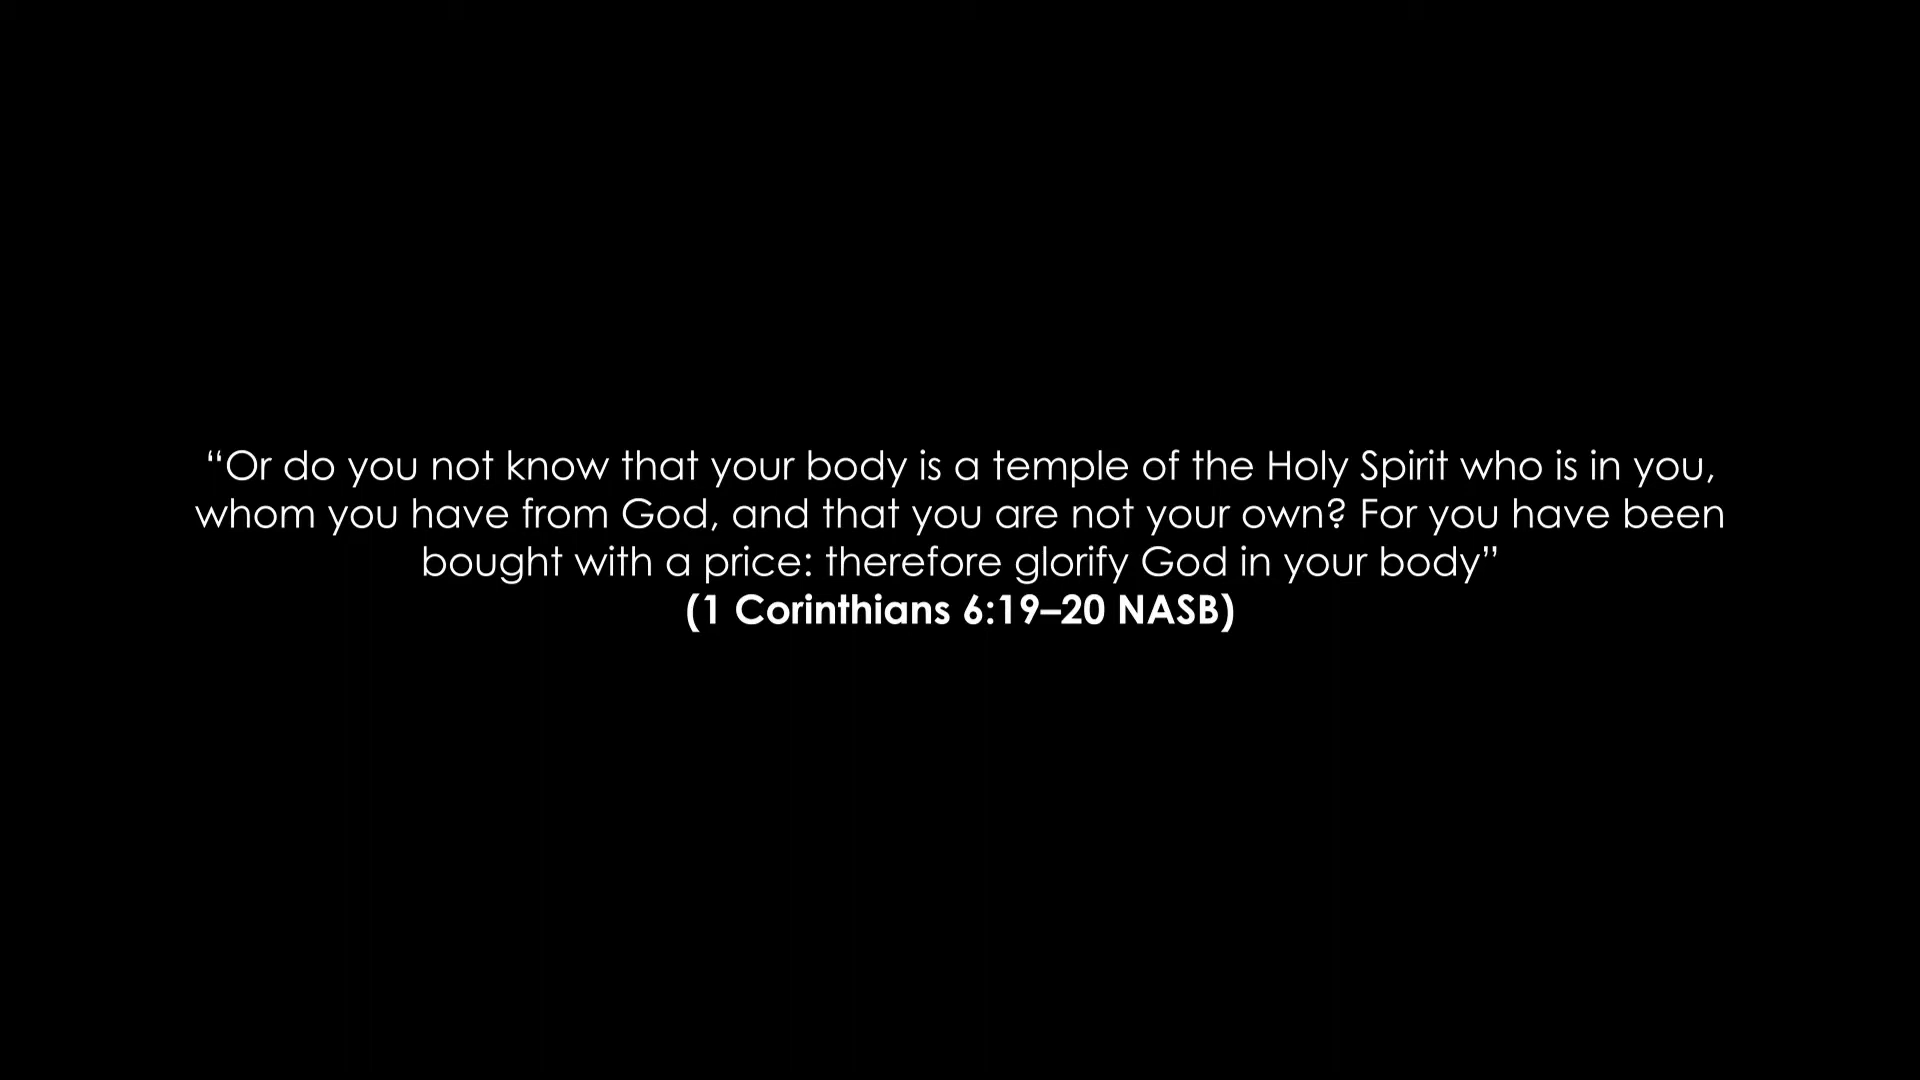 “Or do you not know that your body is a temple of the Holy Spirit who is in you,
whom you have from God, and that you are not your own? For you have been
bought with a price: therefore glorify God in your body”
(1 Corinthians 6:19–20 NASB)